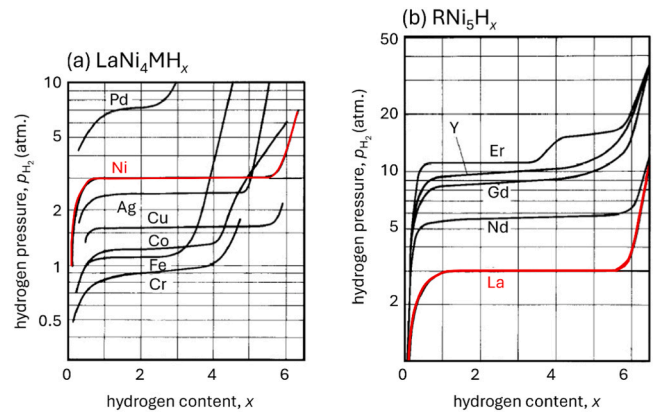 (a) LaNi₄MHₓ
hydrogen pressure, p_H₂ (atm.)
10
5
2
1
0.5
Pd
Ni
Ag
Cu
Co
Fe
Cr
0 2 4 6
hydrogen content, x
(b) RNi₅Hₓ
hydrogen pressure, p_H₂ (atm.)
50
20
10
5
2
Y
Er
Gd
Nd
La
0 2 4 6
hydrogen content, x